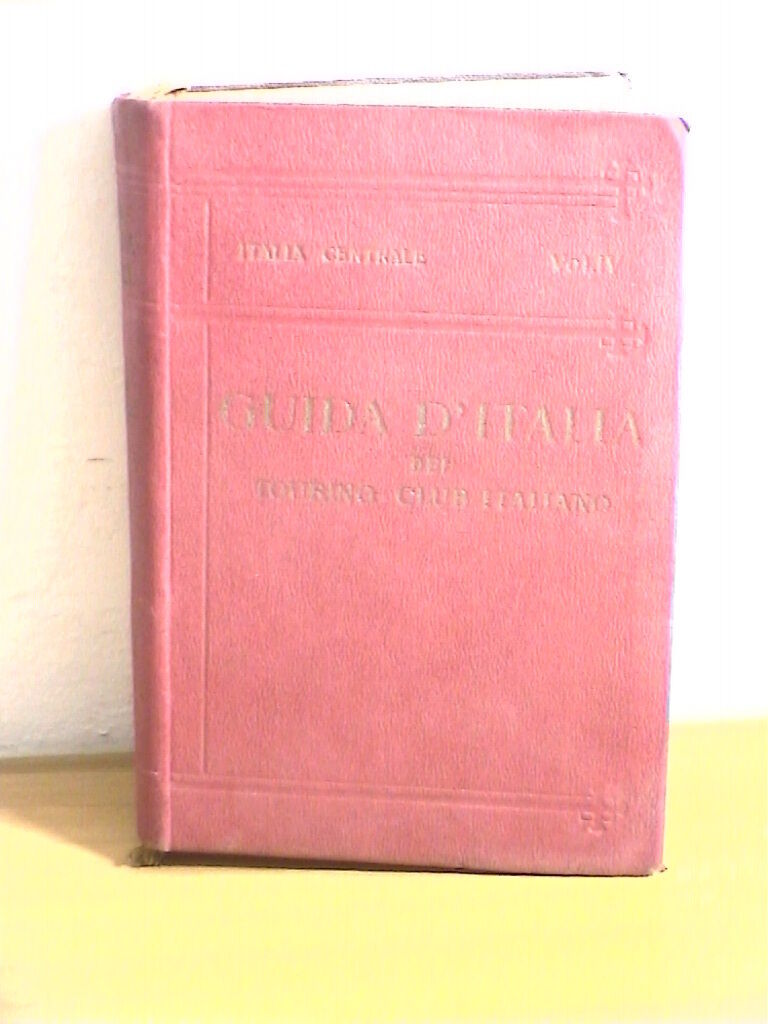 ITALIA CENTRALE VOL. IV
GUIDA D'ITALIA
DEL
TOURING CLUB ITALIANO